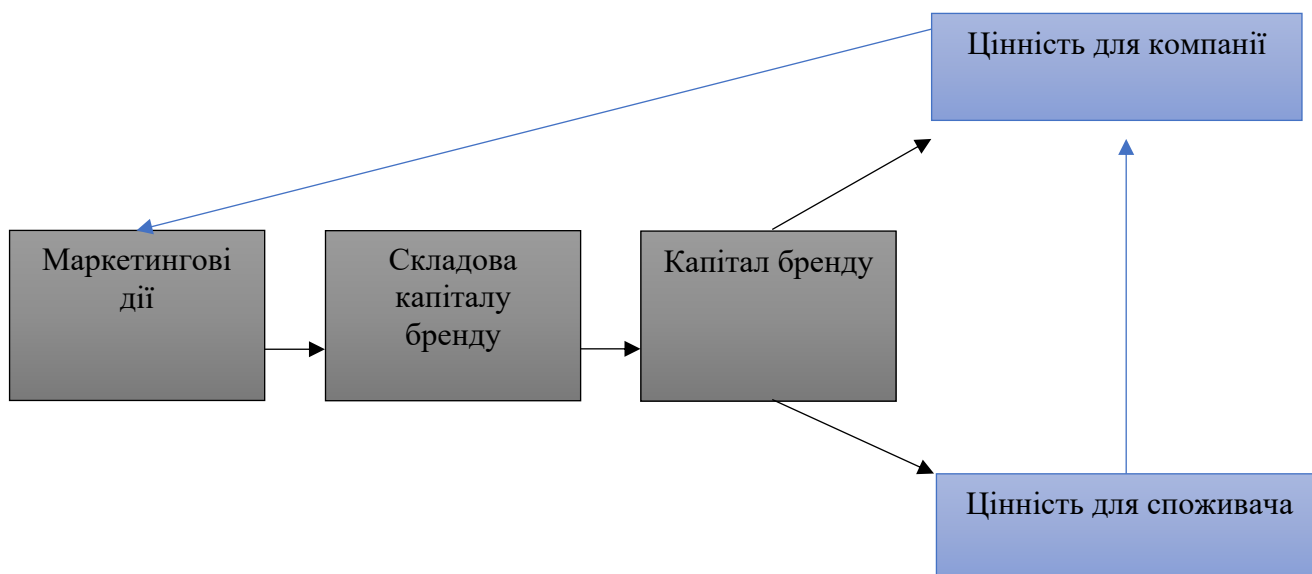 Цінність для компанії
Маркетингові
дії
Складова
капіталу
бренду
Капітал бренду
Цінність для споживача